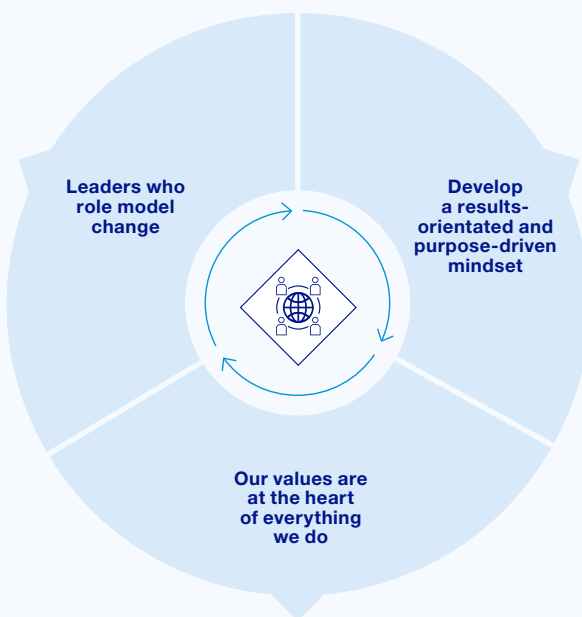 Leaders who
role model
change
Develop
a results-
orientated and
purpose-driven
mindset
Our values are
at the heart
of everything
we do